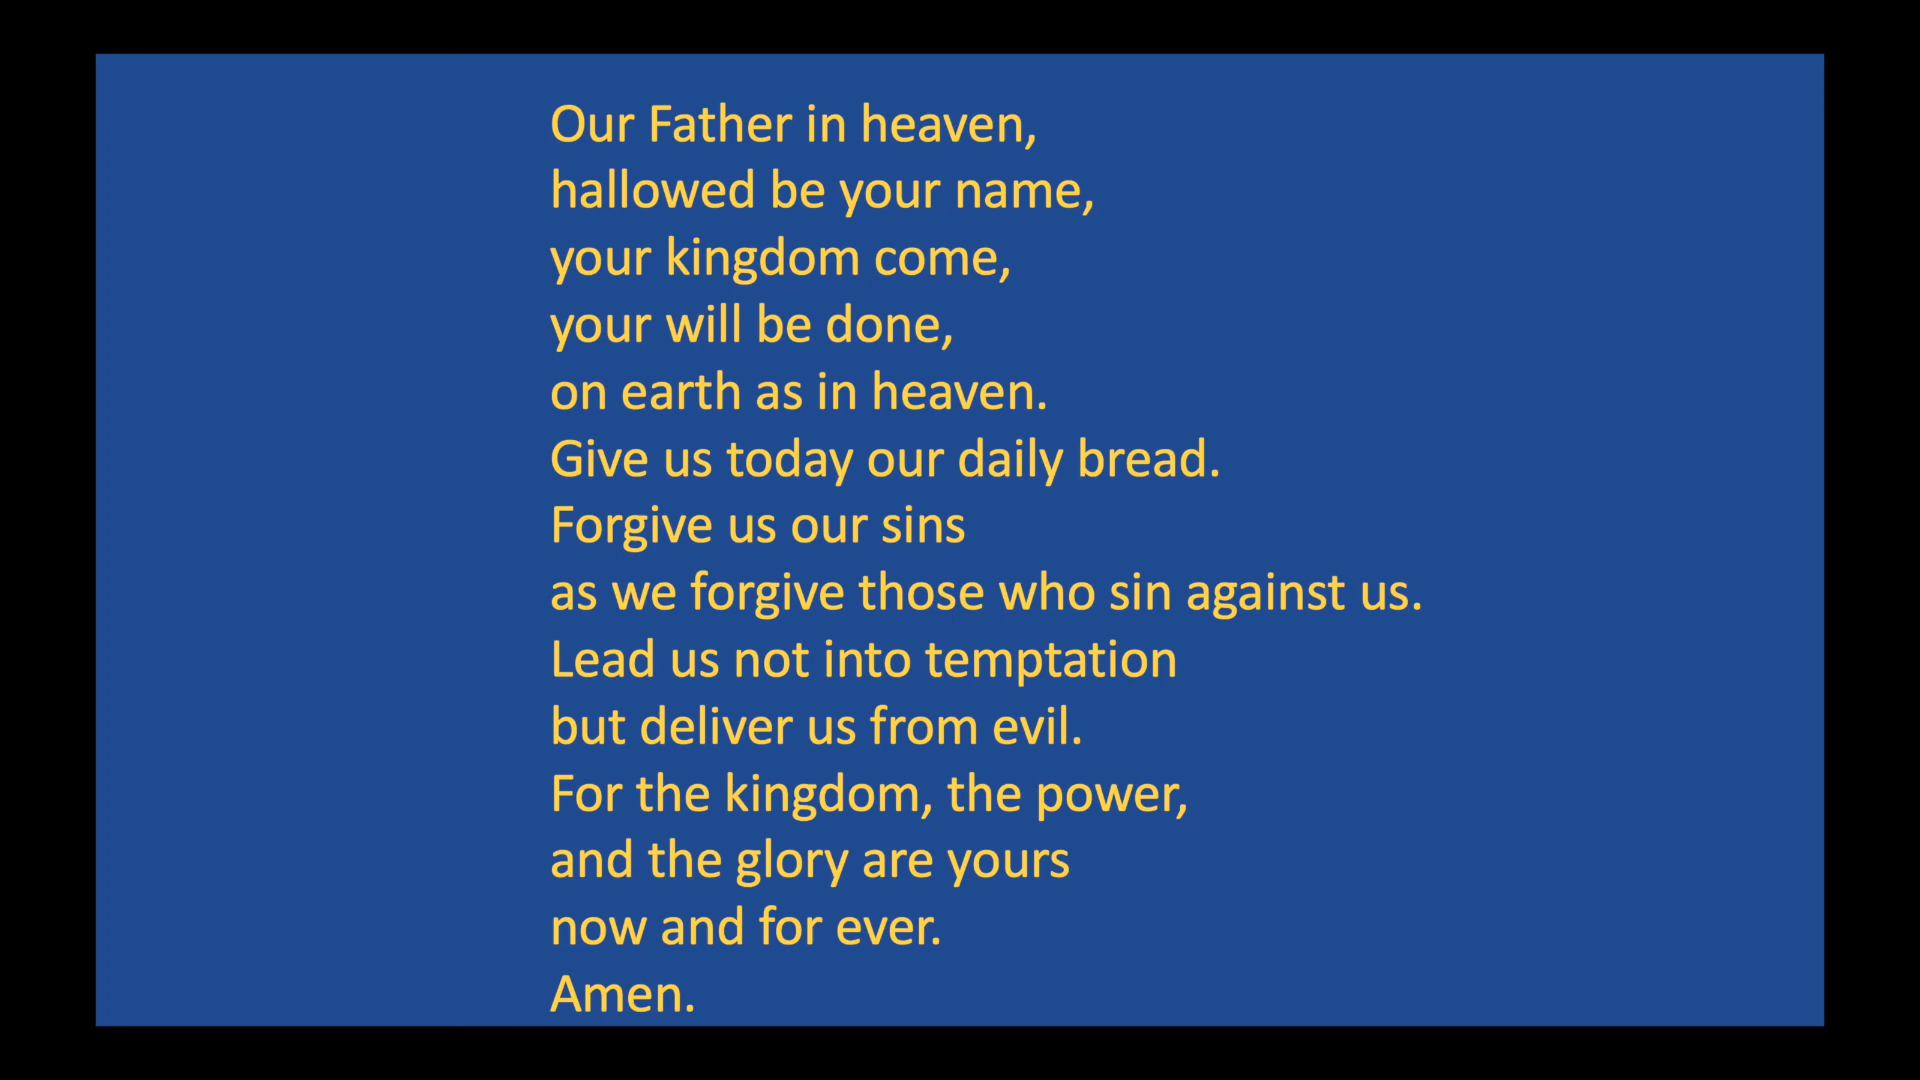 Our Father in heaven,
hallowed be your name,
your kingdom come,
your will be done,
on earth as in heaven.
Give us today our daily bread.
Forgive us our sins
as we forgive those who sin against us.
Lead us not into temptation
but deliver us from evil.
For the kingdom, the power,
and the glory are yours
now and for ever.
Amen.